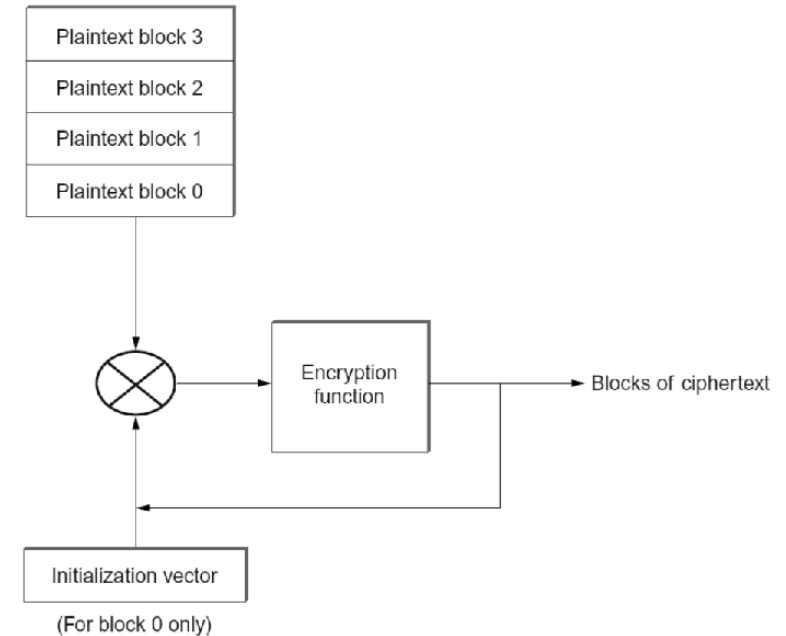 Plaintext block 3
Plaintext block 2
Plaintext block 1
Plaintext block 0
Encryption
function
Blocks of ciphertext
Initialization vector
(For block 0 only)